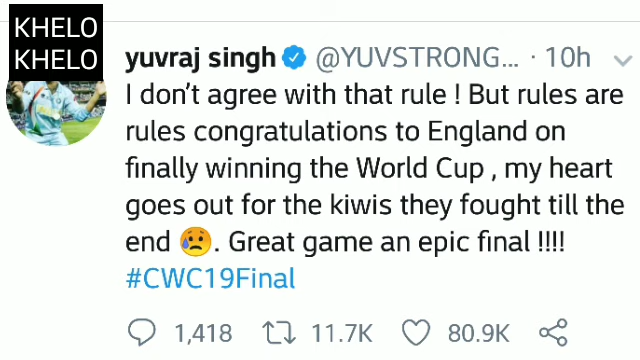 KHELO
KHELO
yuvraj singh @YUVSTRONG... · 10h
I don't agree with that rule ! But rules are
rules congratulations to England on
finally winning the World Cup , my heart
goes out for the kiwis they fought till the
end 😥. Great game an epic final !!!!
#CWC19Final
1,418 11.7K 80.9K